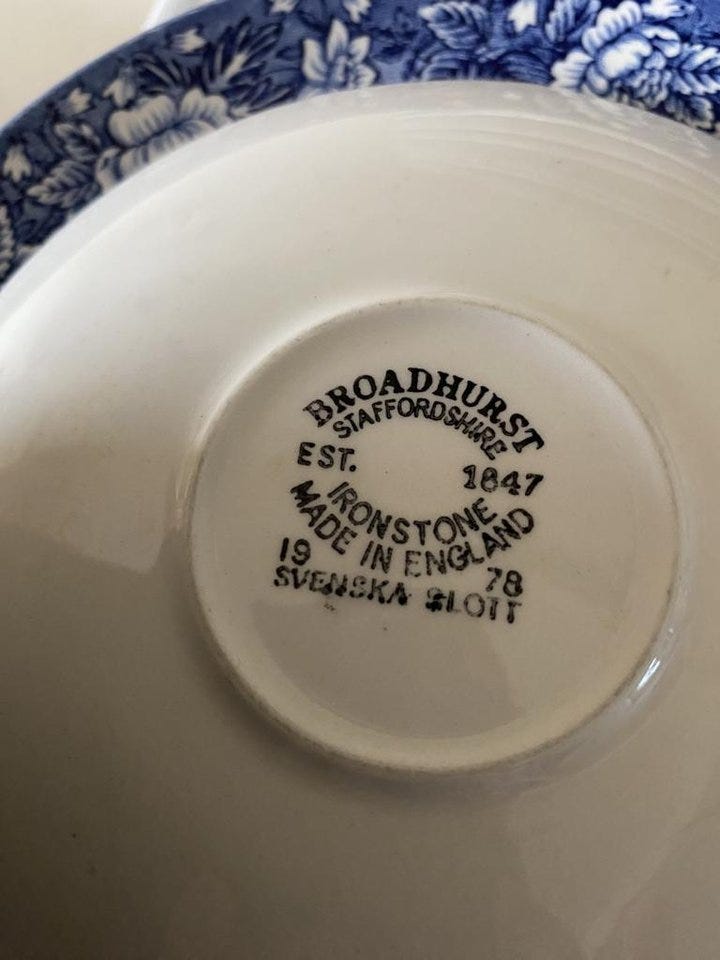 BROADHURST
STAFFORDSHIRE
EST. 1847
IRONSTONE
MADE IN ENGLAND
19 78
SVENSKA SLOTT